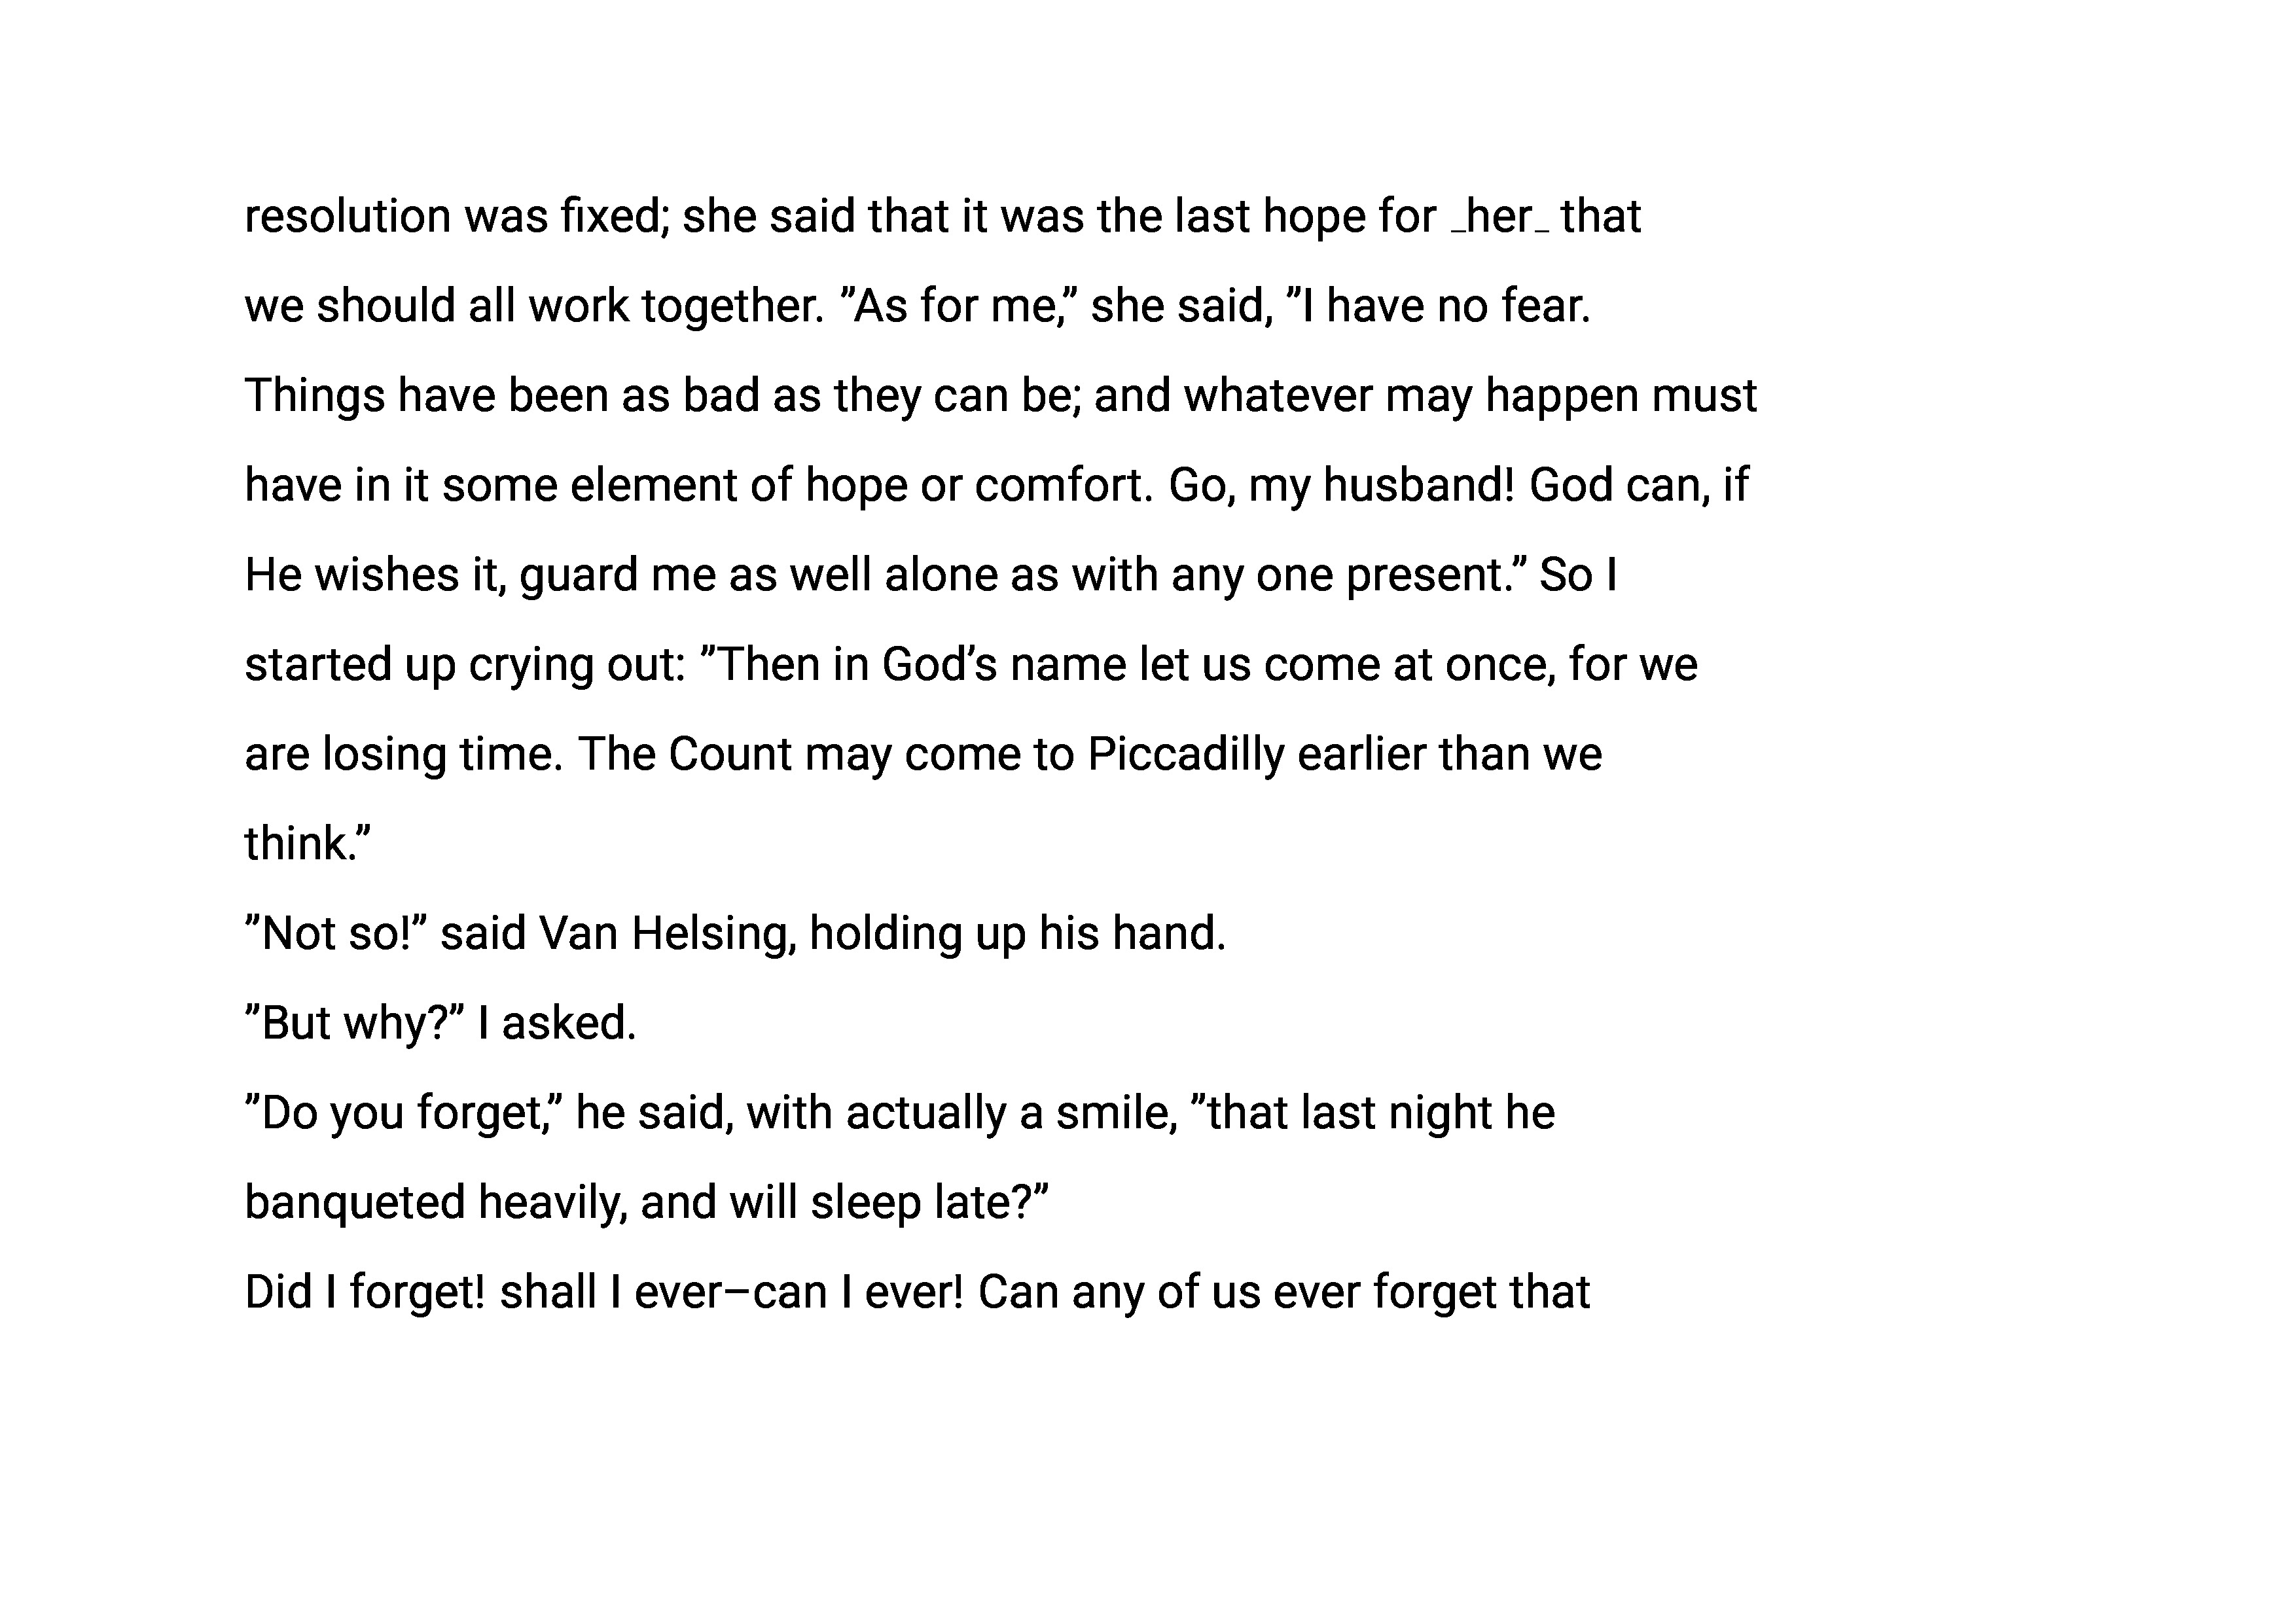 resolution was fixed; she said that it was the last hope for _her_ that
we should all work together. ”As for me,” she said, ”I have no fear.
Things have been as bad as they can be; and whatever may happen must
have in it some element of hope or comfort. Go, my husband! God can, if
He wishes it, guard me as well alone as with any one present.” So I
started up crying out: ”Then in God’s name let us come at once, for we
are losing time. The Count may come to Piccadilly earlier than we
think.”
”Not so!” said Van Helsing, holding up his hand.
”But why?” I asked.
”Do you forget,” he said, with actually a smile, ”that last night he
banqueted heavily, and will sleep late?”
Did I forget! shall I ever–can I ever! Can any of us ever forget that